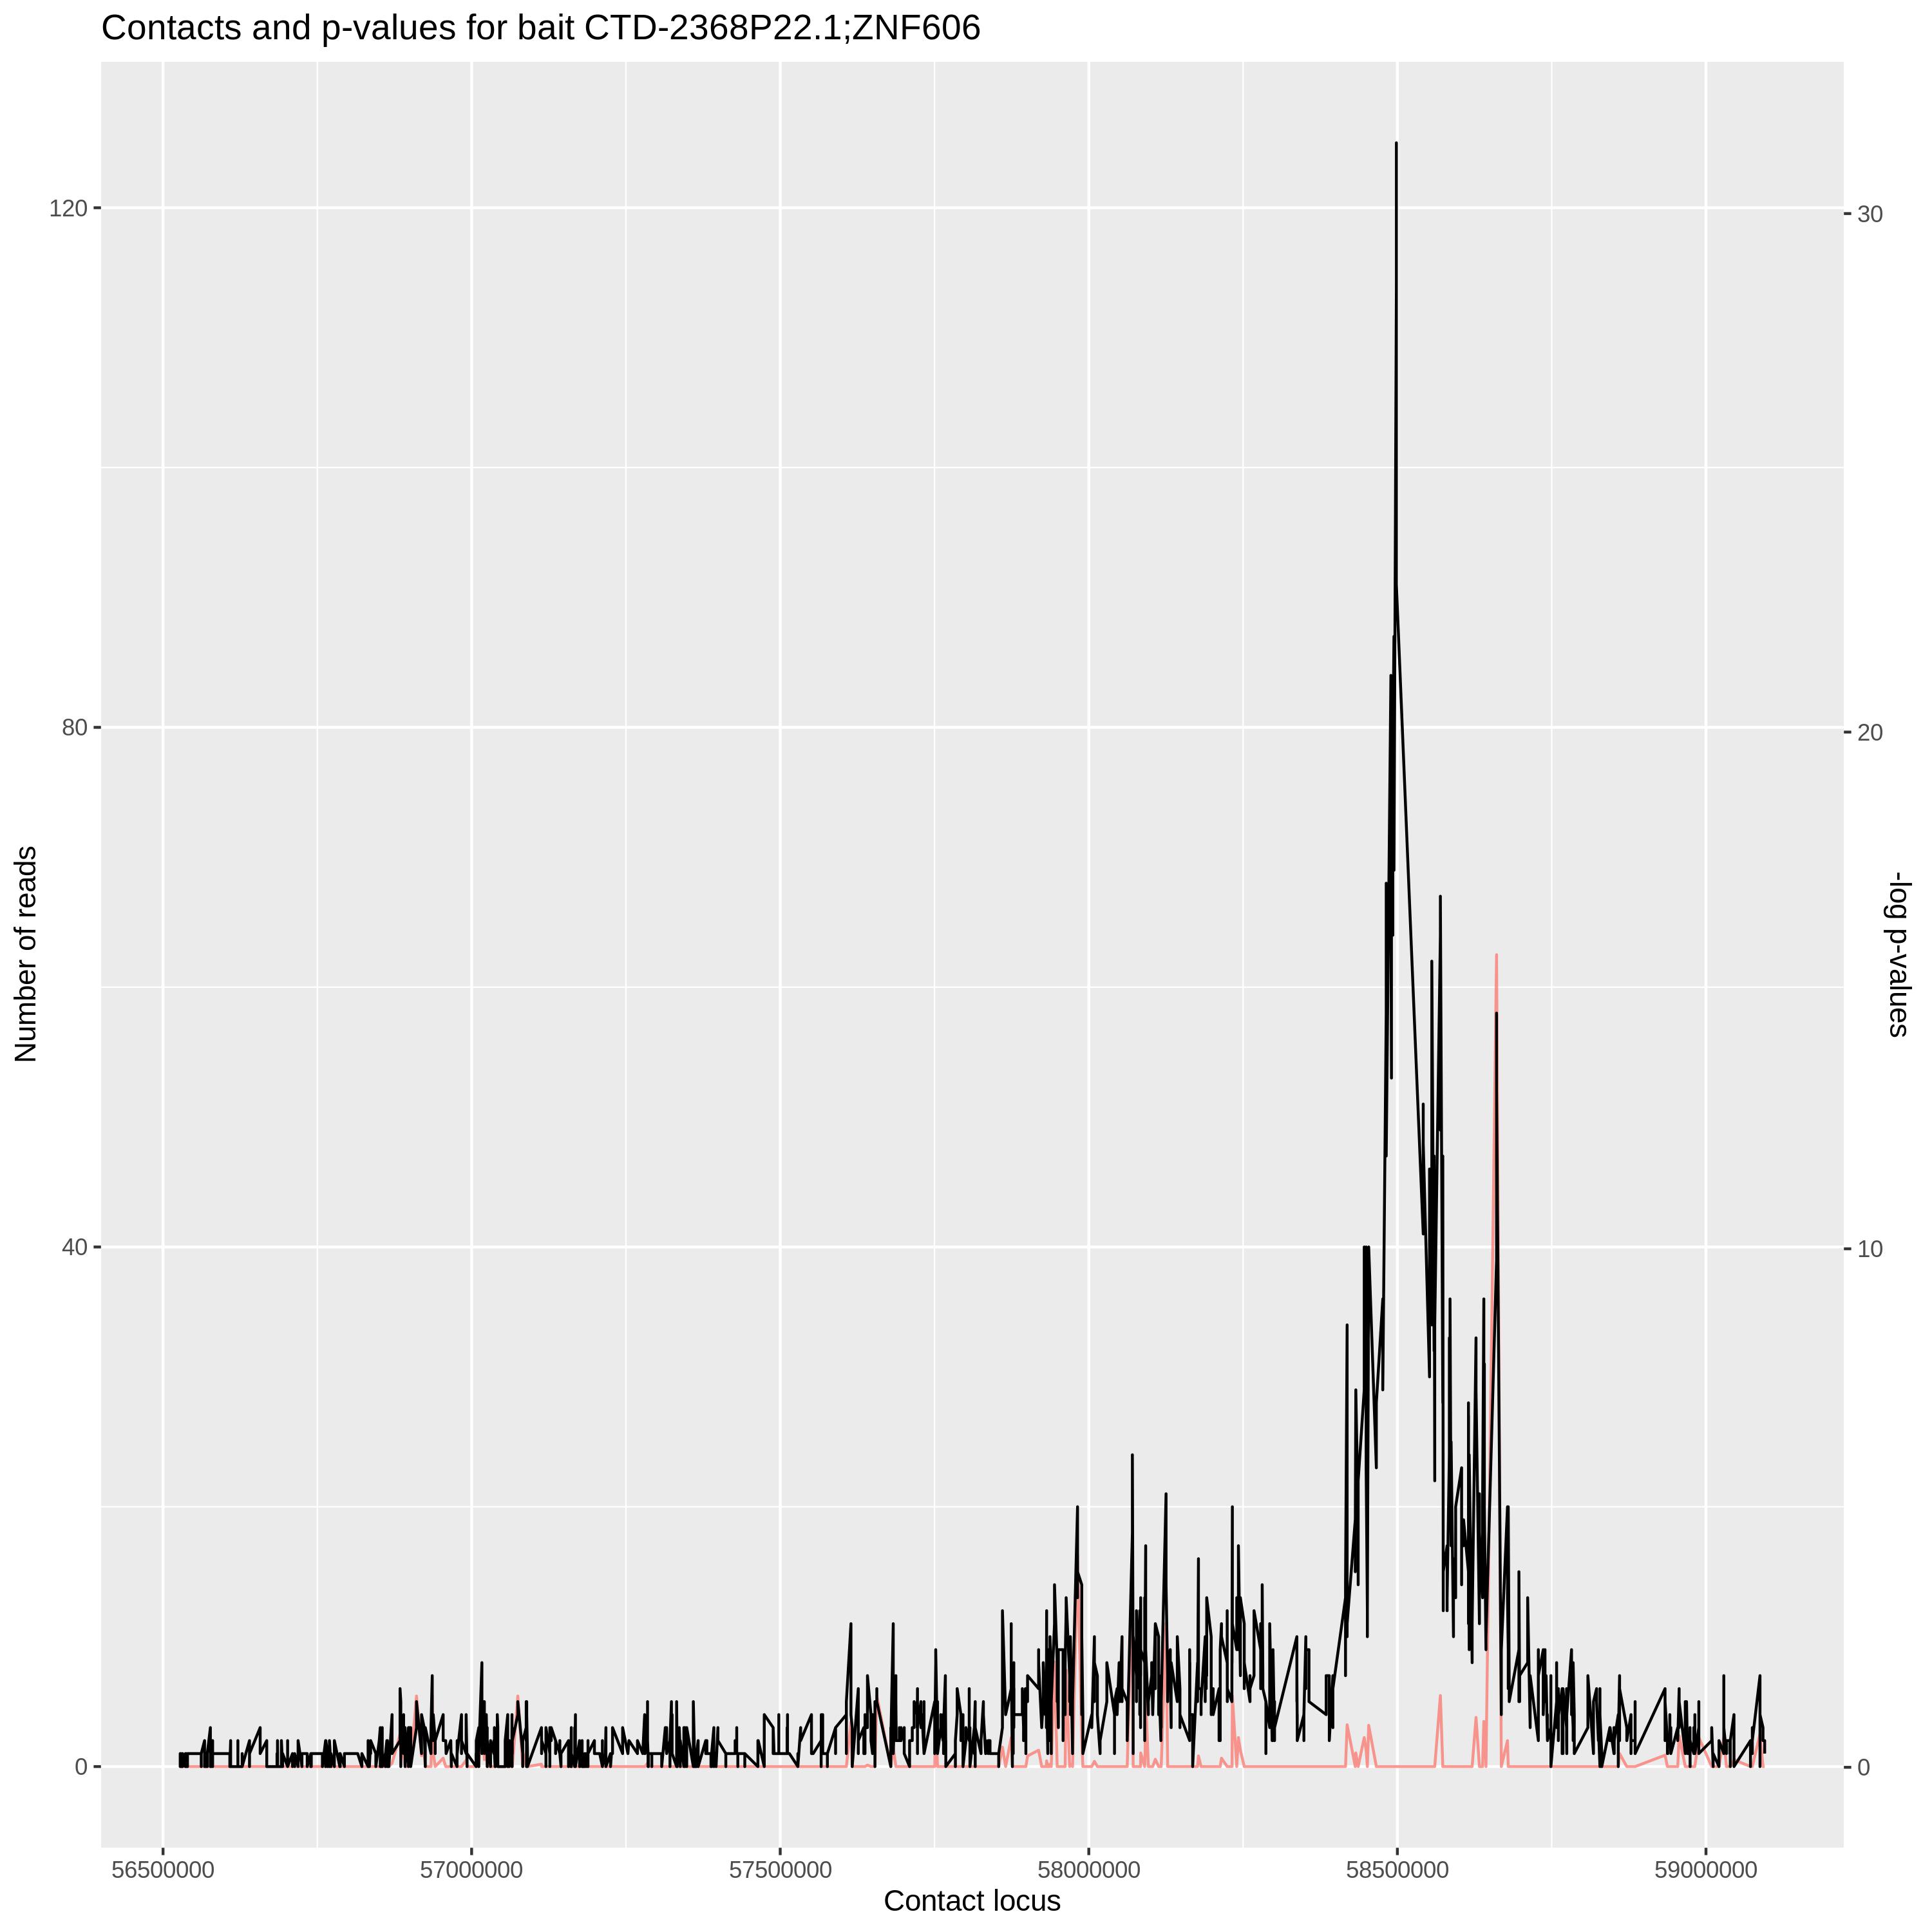 Contacts and p-values for bait CTD-2368P22.1;ZNF606
120
80
40
0
Number of reads
30
20
10
0
-log p-values
56500000 57000000 57500000 58000000 58500000 59000000
Contact locus